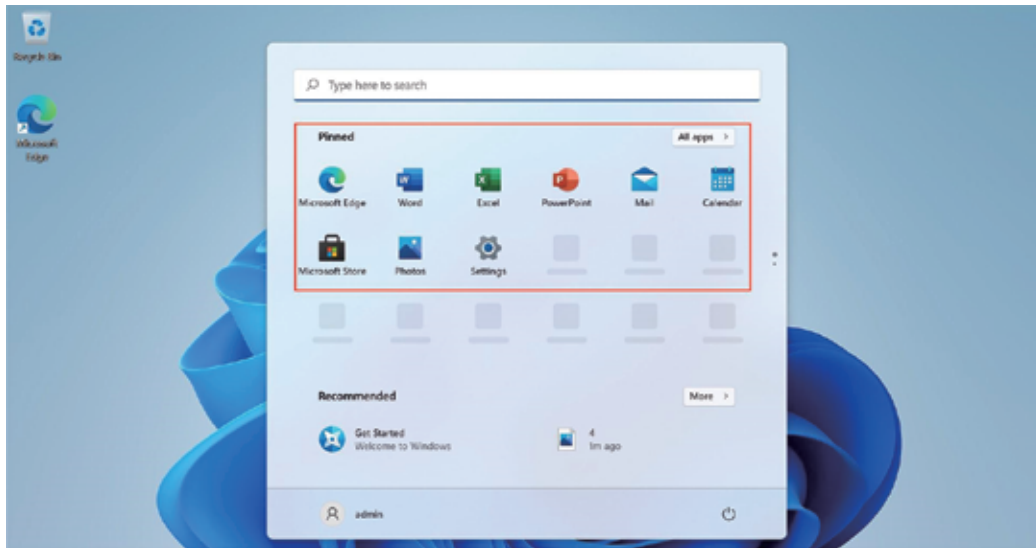 Recycle Bin
Microsoft
Edge
Type here to search
Pinned
All apps >
Microsoft Edge
Word
Excel
PowerPoint
Mail
Calendar
Microsoft Store
Photos
Settings
Recommended
More >
Get Started
Welcome to Windows
4
1m ago
admin